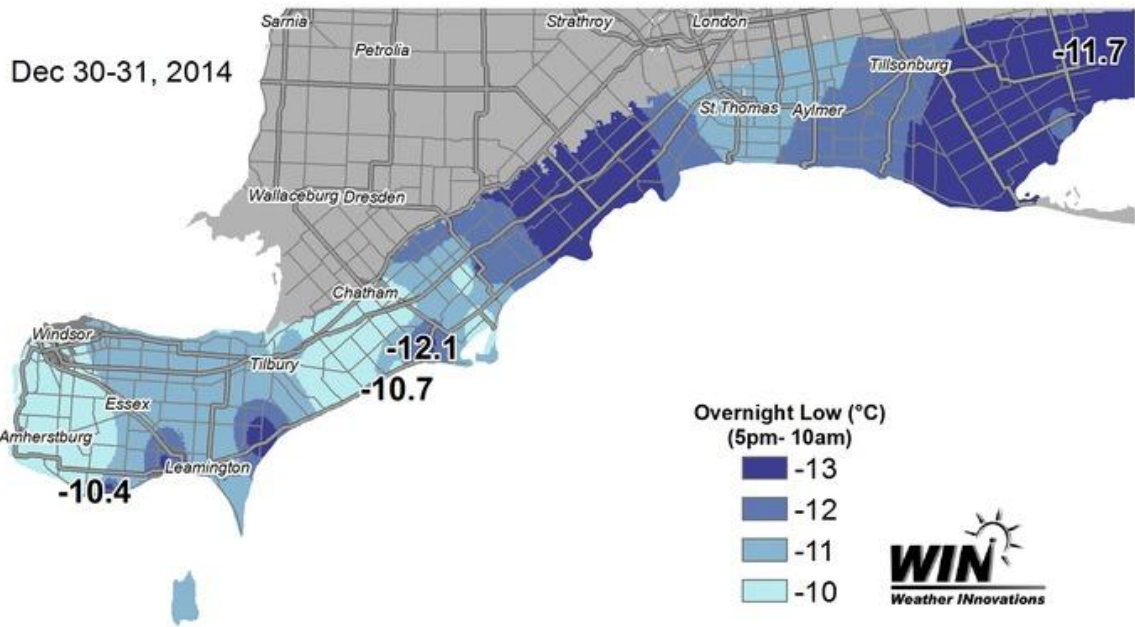 Sarnia
Strathroy
London
Petrolia
Dec 30-31, 2014
Tillsonburg
-11.7
St. Thomas
Aylmer
Wallaceburg
Dresden
Chatham
Windsor
-12.1
Tilbury
-10.7
Essex
Amherstburg
Leamington
-10.4
Overnight Low (°C)
(5pm- 10am)
-13
-12
-11
-10
WIN
Weather INnovations